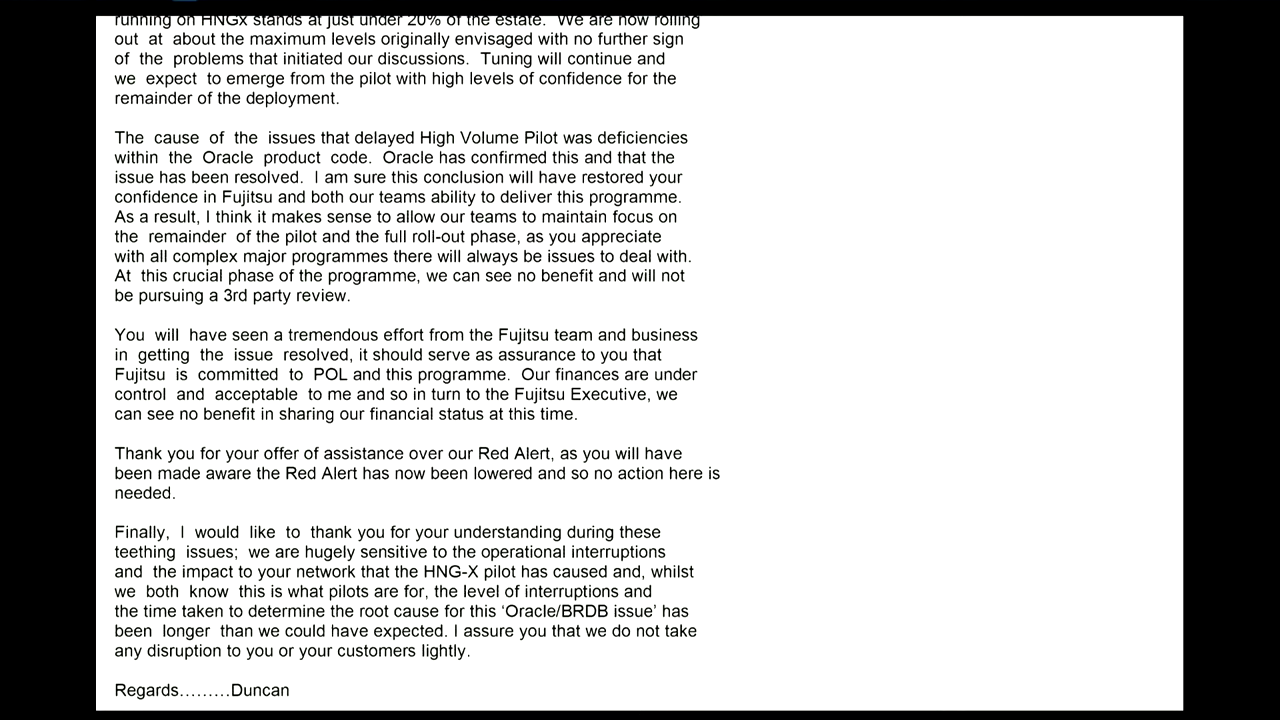 running on HNGx stands at just under 20% of the estate.  We are now rolling
out  at  about the maximum levels originally envisaged with no further sign
of  the  problems that initiated our discussions.  Tuning will continue and
we  expect  to emerge from the pilot with high levels of confidence for the
remainder of the deployment.
The  cause  of  the  issues that delayed High Volume Pilot was deficiencies
within  the  Oracle  product  code.  Oracle has confirmed this and that the
issue has been resolved.  I am sure this conclusion will have restored your
confidence in Fujitsu and both our teams ability to deliver this programme.
As a result, I think it makes sense to allow our teams to maintain focus on
the  remainder  of the pilot and the full roll-out phase, as you appreciate
with all complex major programmes there will always be issues to deal with.
At  this crucial phase of the programme, we can see no benefit and will not
be pursuing a 3rd party review.
You  will  have seen a tremendous effort from the Fujitsu team and business
in  getting  the  issue  resolved, it should serve as assurance to you that
Fujitsu  is  committed  to  POL and this programme.  Our finances are under
control  and  acceptable  to me and so in turn to the Fujitsu Executive, we
can see no benefit in sharing our financial status at this time.
Thank you for your offer of assistance over our Red Alert, as you will have
been made aware the Red Alert has now been lowered and so no action here is
needed.
Finally,  I  would  like  to  thank you for your understanding during these
teething  issues;  we are hugely sensitive to the operational interruptions
and  the impact to your network that the HNG-X pilot has caused and, whilst
we  both  know  this is what pilots are for, the level of interruptions and
the time taken to determine the root cause for this ‘Oracle/BRDB issue’ has
been  longer  than we could have expected. I assure you that we do not take
any disruption to you or your customers lightly.
Regards………Duncan